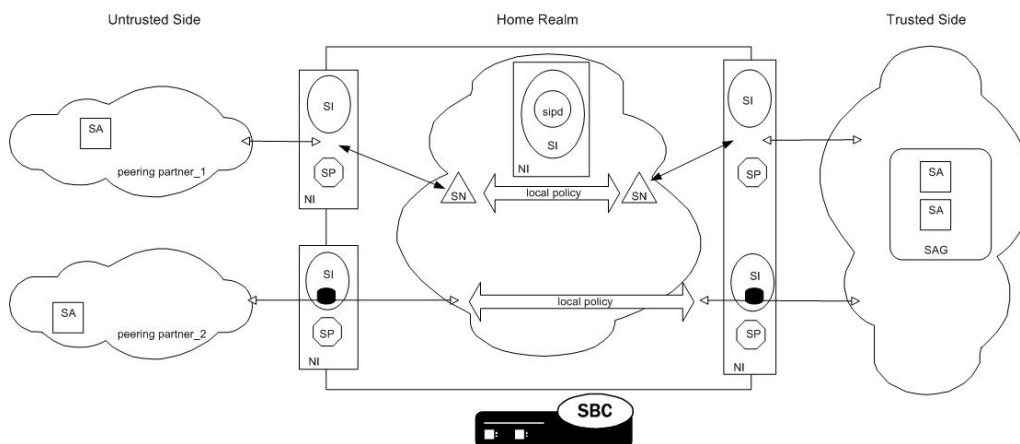 Untrusted Side
Home Realm
Trusted Side
SA
peering partner_1
SI
SP
NI
sipd
SI
NI
SN
local policy
SN
SI
SP
SA
SA
SAG
SA
peering partner_2
SI
SP
NI
local policy
SI
SP
NI
SBC